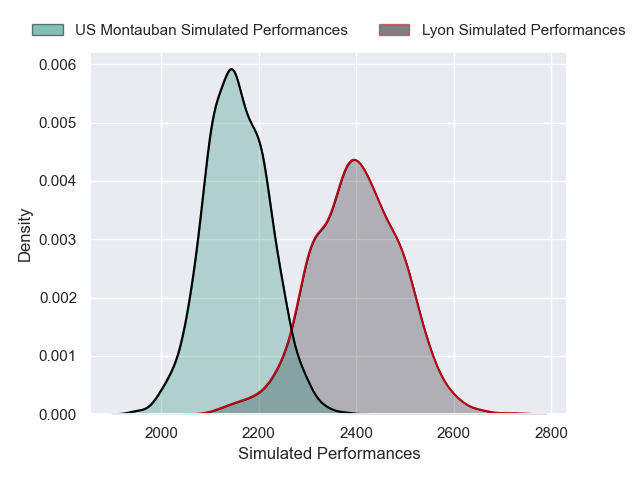 US Montauban Simulated Performances Lyon Simulated Performances
0.006
0.005
0.004
0.003
0.002
0.001
0.000
Density
2000 2200 2400 2600 2800
Simulated Performances